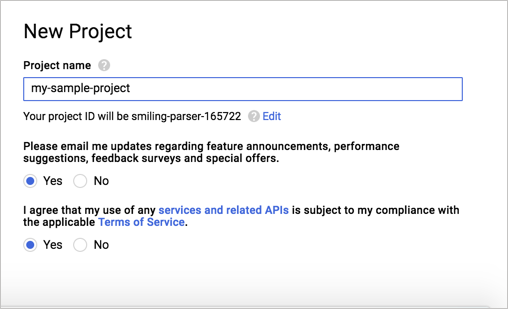 New Project
Project name ?
my-sample-project
Your project ID will be smiling-parser-165722 ? Edit
Please email me updates regarding feature announcements, performance
suggestions, feedback surveys and special offers.
Yes No
I agree that my use of any services and related APIs is subject to my compliance with
the applicable Terms of Service.
Yes No